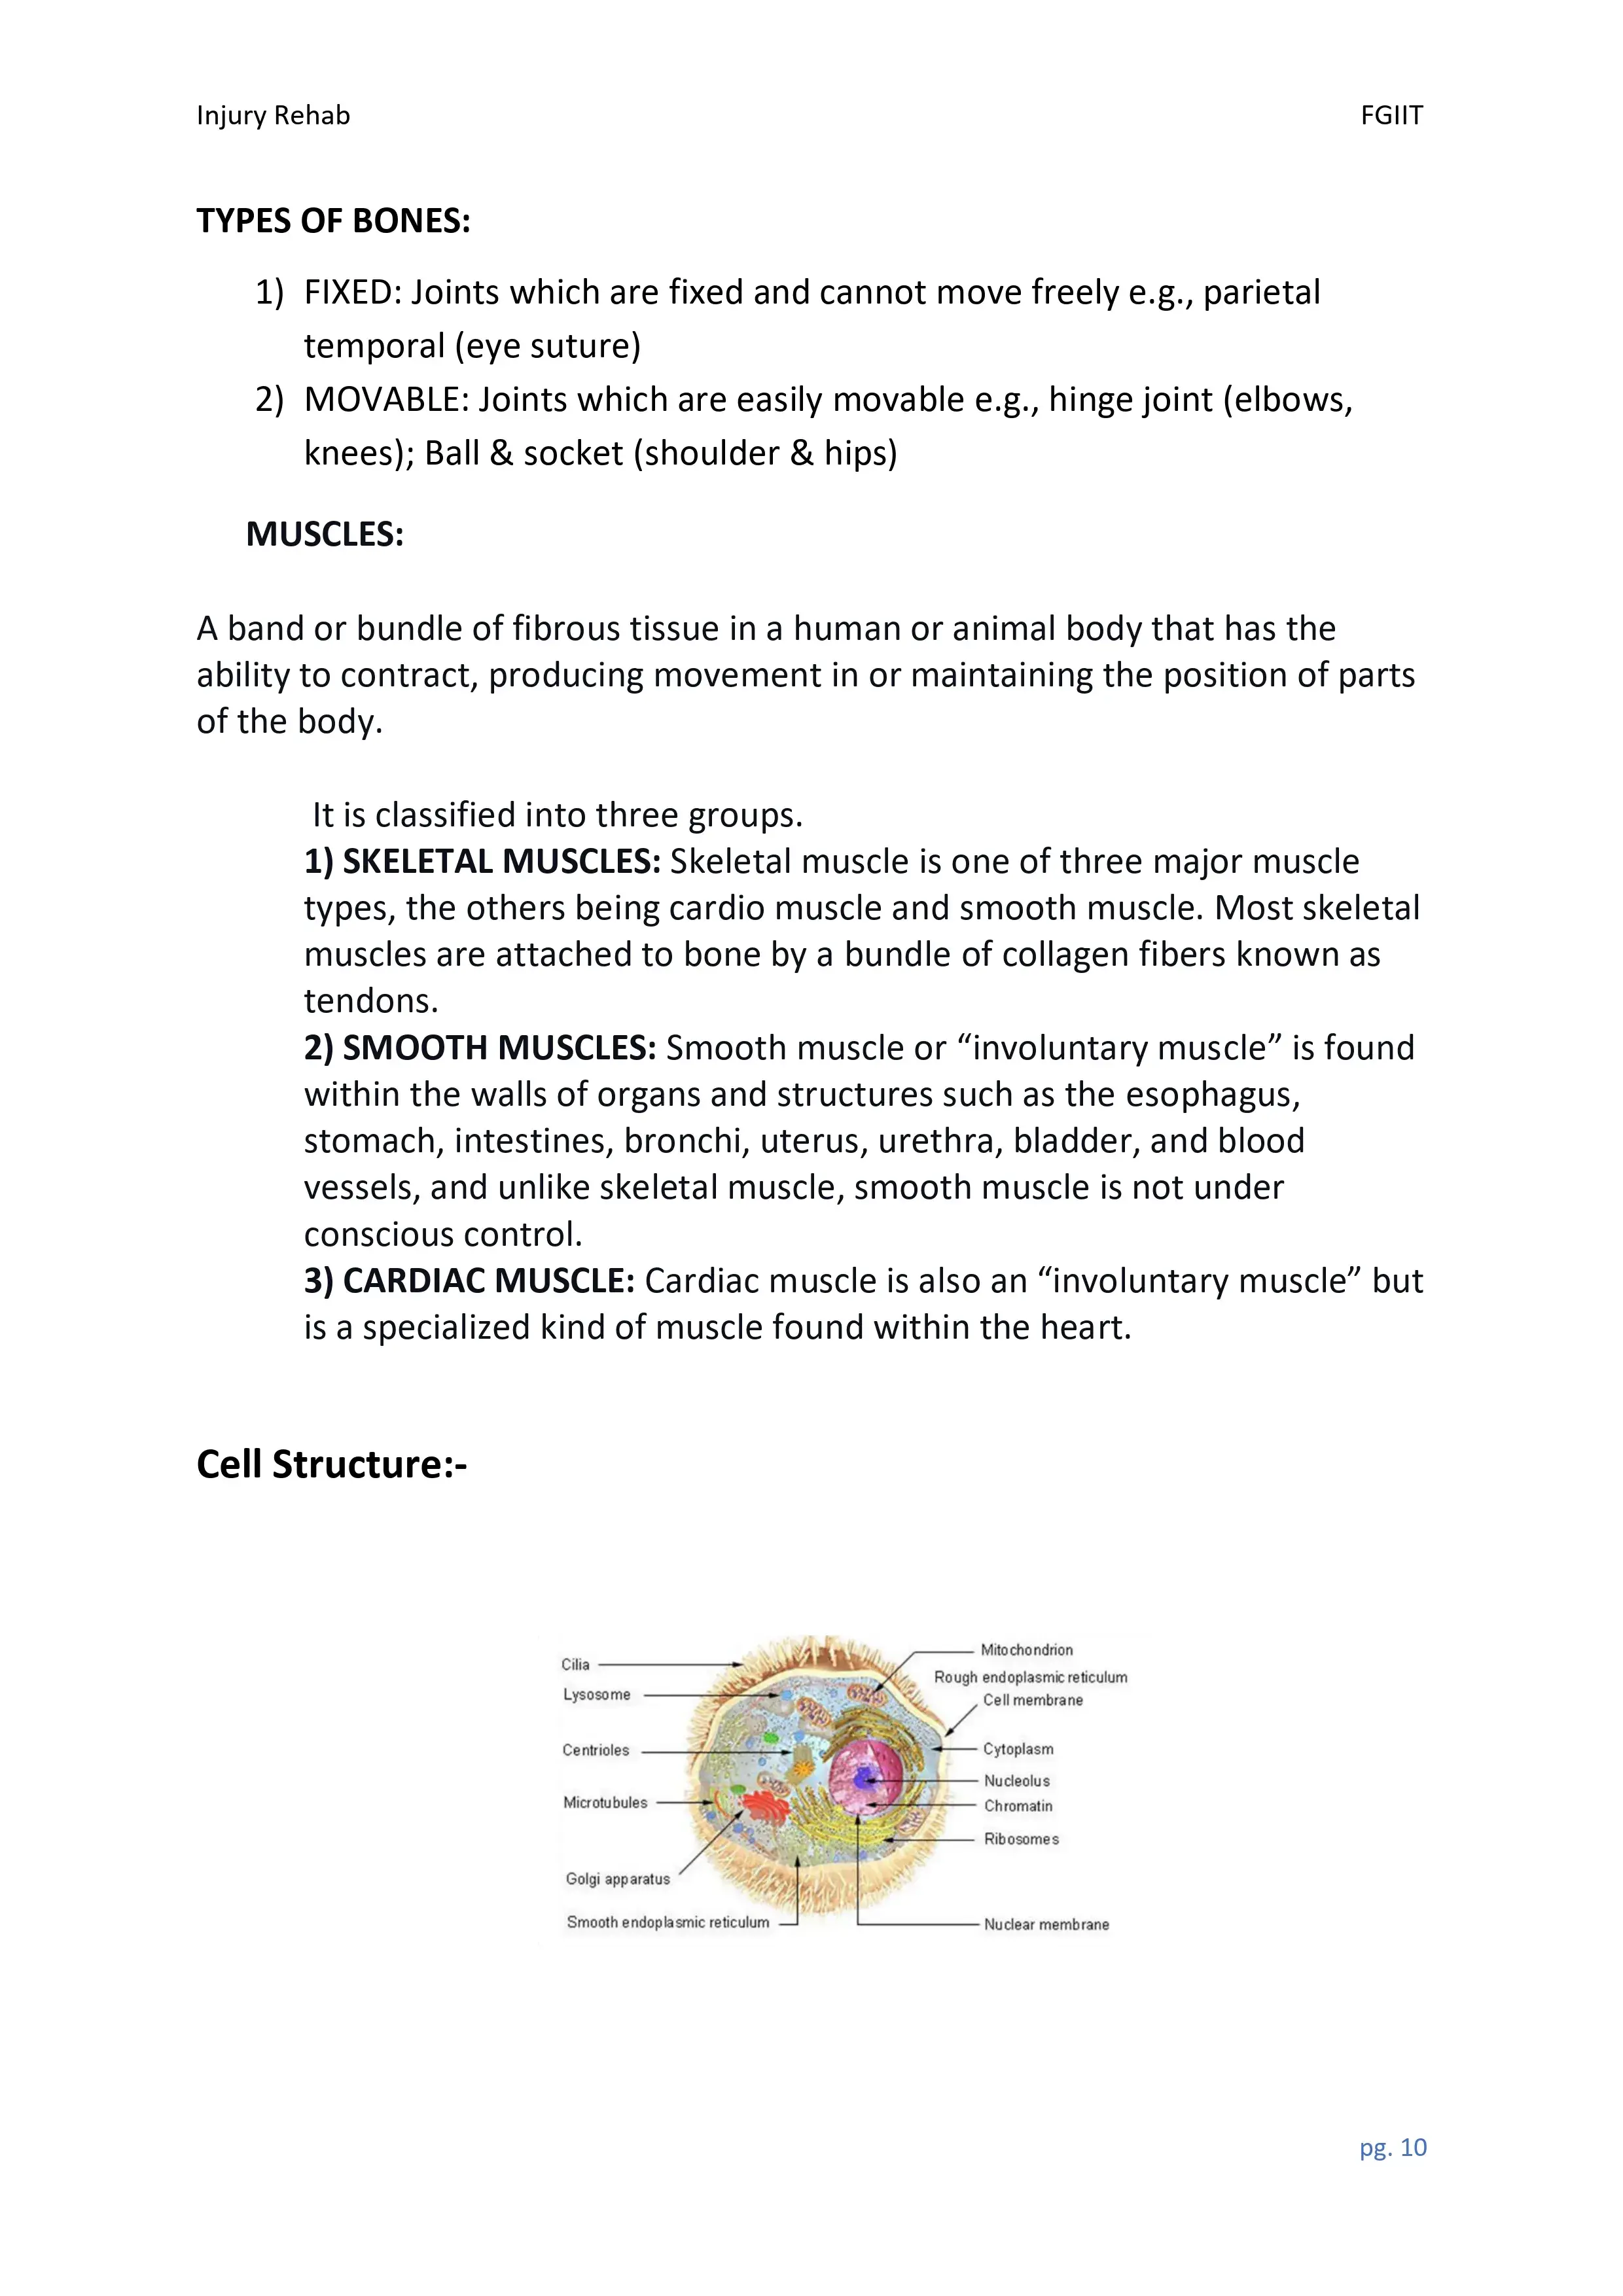 Injury Rehab FGIIT
TYPES OF BONES:
1) FIXED: Joints which are fixed and cannot move freely e.g., parietal
temporal (eye suture)
2) MOVABLE: Joints which are easily movable e.g., hinge joint (elbows,
knees); Ball & socket (shoulder & hips)
MUSCLES:
A band or bundle of fibrous tissue in a human or animal body that has the
ability to contract, producing movement in or maintaining the position of parts
of the body.
It is classified into three groups.
1) SKELETAL MUSCLES: Skeletal muscle is one of three major muscle
types, the others being cardio muscle and smooth muscle. Most skeletal
muscles are attached to bone by a bundle of collagen fibers known as
tendons.
2) SMOOTH MUSCLES: Smooth muscle or “involuntary muscle” is found
within the walls of organs and structures such as the esophagus,
stomach, intestines, bronchi, uterus, urethra, bladder, and blood
vessels, and unlike skeletal muscle, smooth muscle is not under
conscious control.
3) CARDIAC MUSCLE: Cardiac muscle is also an “involuntary muscle” but
is a specialized kind of muscle found within the heart.
Cell Structure:-
Cilia
Lysosome
Centrioles
Microtubules
Golgi apparatus
Smooth endoplasmic reticulum
Mitochondrion
Rough endoplasmic reticulum
Cell membrane
Cytoplasm
Nucleolus
Chromatin
Ribosomes
Nuclear membrane
pg. 10